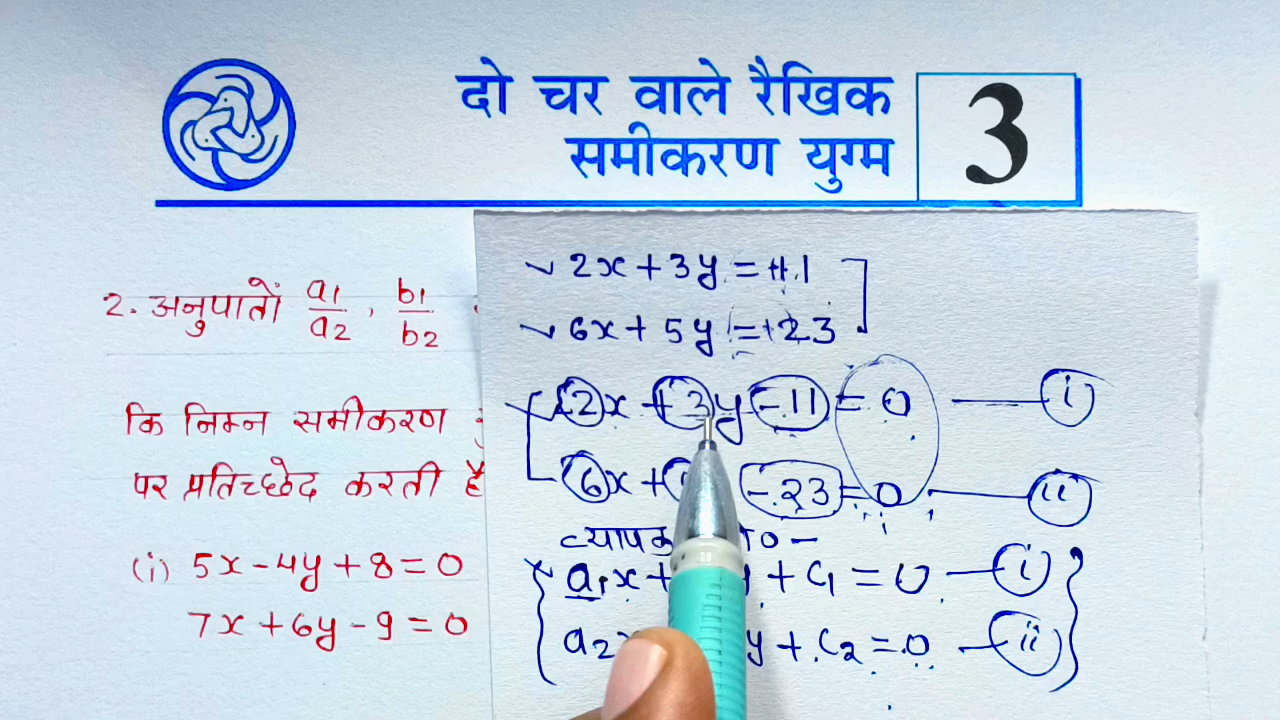 दो चर वाले रैखिक
समीकरण युग्म
3
2. अनुपातों a₁/a₂, b₁/b₂
कि निम्न समीकरण
पर प्रतिच्छेद करती है
(i) 5x-4y+8=0
7x+6y-9=0
2x+3y=11
6x+5y=23
2x+3y-11=0 (i)
6x+ -23=0 (ii)
a₁x+ +c₁=0 (i)
a₂x y+c₂=0 (ii)